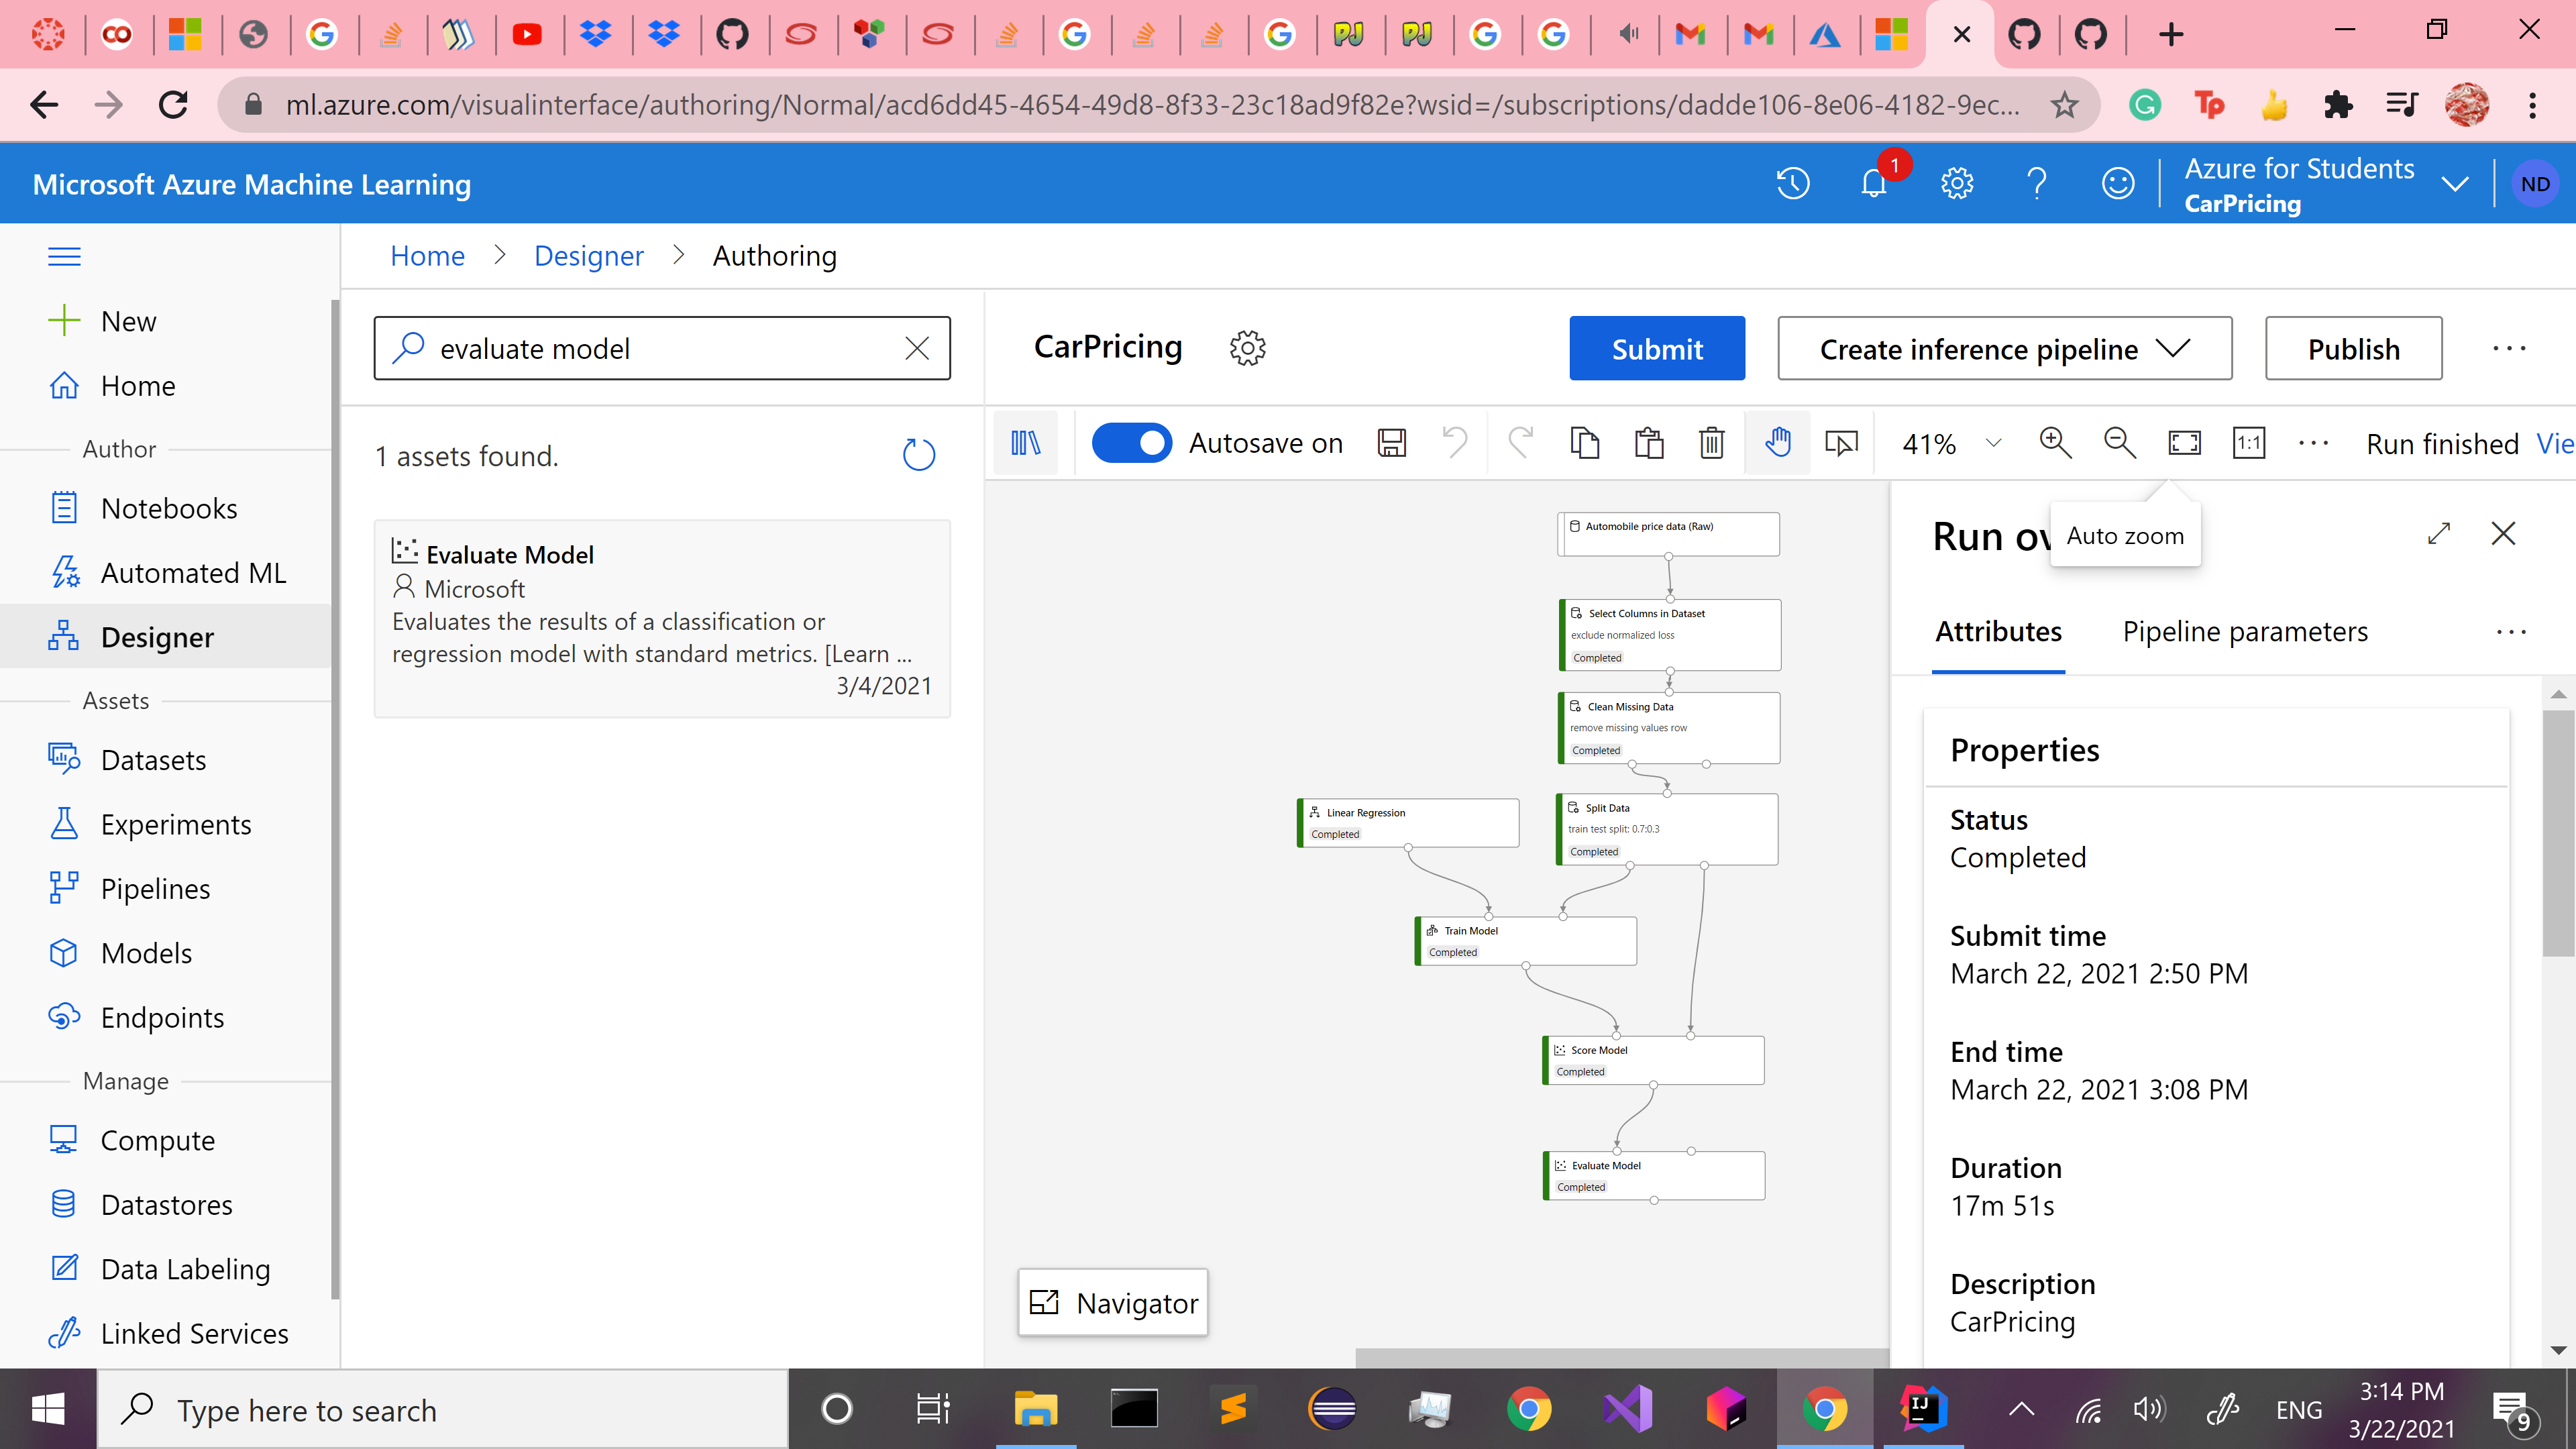 ml.azure.com/visualinterface/authoring/Normal/acd6dd45-4654-49d8-8f33-23c18ad9f82e?wsid=/subscriptions/dadde106-8e06-4182-9ec...
Microsoft Azure Machine Learning
1
Azure for Students
CarPricing
ND
Home
Designer
Authoring
New
Home
Author
Notebooks
Automated ML
Designer
Assets
Datasets
Experiments
Pipelines
Models
Endpoints
Manage
Compute
Datastores
Data Labeling
Linked Services
evaluate model
1 assets found.
Evaluate Model
Microsoft
Evaluates the results of a classification or
regression model with standard metrics. [Learn ...
3/4/2021
CarPricing
Submit
Create inference pipeline
Publish
Autosave on
41%
1:1
Run finished
Vie
Auto zoom
Automobile price data (Raw)
Select Columns in Dataset
exclude normalized loss
Completed
Clean Missing Data
remove missing values row
Completed
Linear Regression
Completed
Split Data
train test split: 0.7:0.3
Completed
Train Model
Completed
Score Model
Completed
Evaluate Model
Completed
Navigator
Run ov
Attributes
Pipeline parameters
Properties
Status
Completed
Submit time
March 22, 2021 2:50 PM
End time
March 22, 2021 3:08 PM
Duration
17m 51s
Description
CarPricing
Type here to search
IJ
ENG
3:14 PM
3/22/2021
9